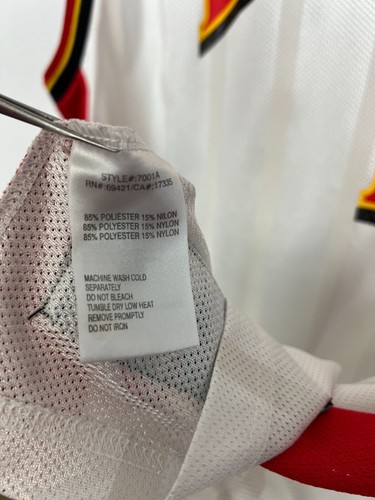 STYLE#:7001A
RN#:69421/CA#:17335
85% POLIESTER 15% NILON
85% POLYESTER 15% NYLON
85% POLYESTER 15% NYLON
MACHINE WASH COLD
SEPARATELY
DO NOT BLEACH
TUMBLE DRY LOW HEAT
REMOVE PROMPTLY
DO NOT IRON